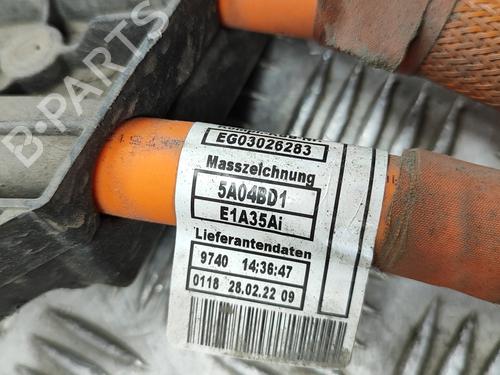 EG03026283
Masszeichnung
5A04BD1
E1A35Ai
Lieferantendaten
9740 14:36:47
0118 28.02.22 09
B-PARTS